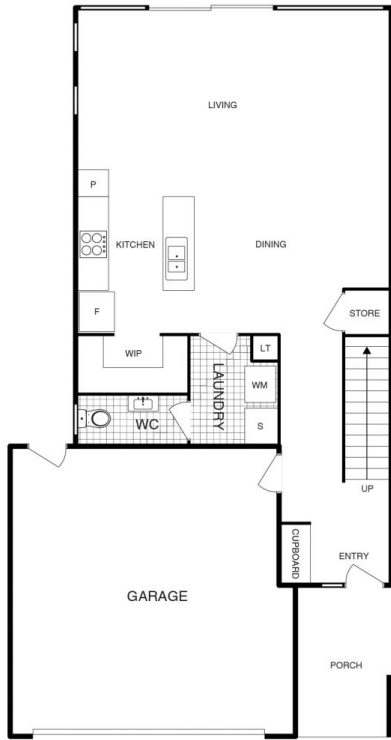 LIVING
P
KITCHEN
DINING
F
STORE
WIP
LT
LAUNDRY
WM
WC
S
UP
CUPBOARD
ENTRY
GARAGE
PORCH